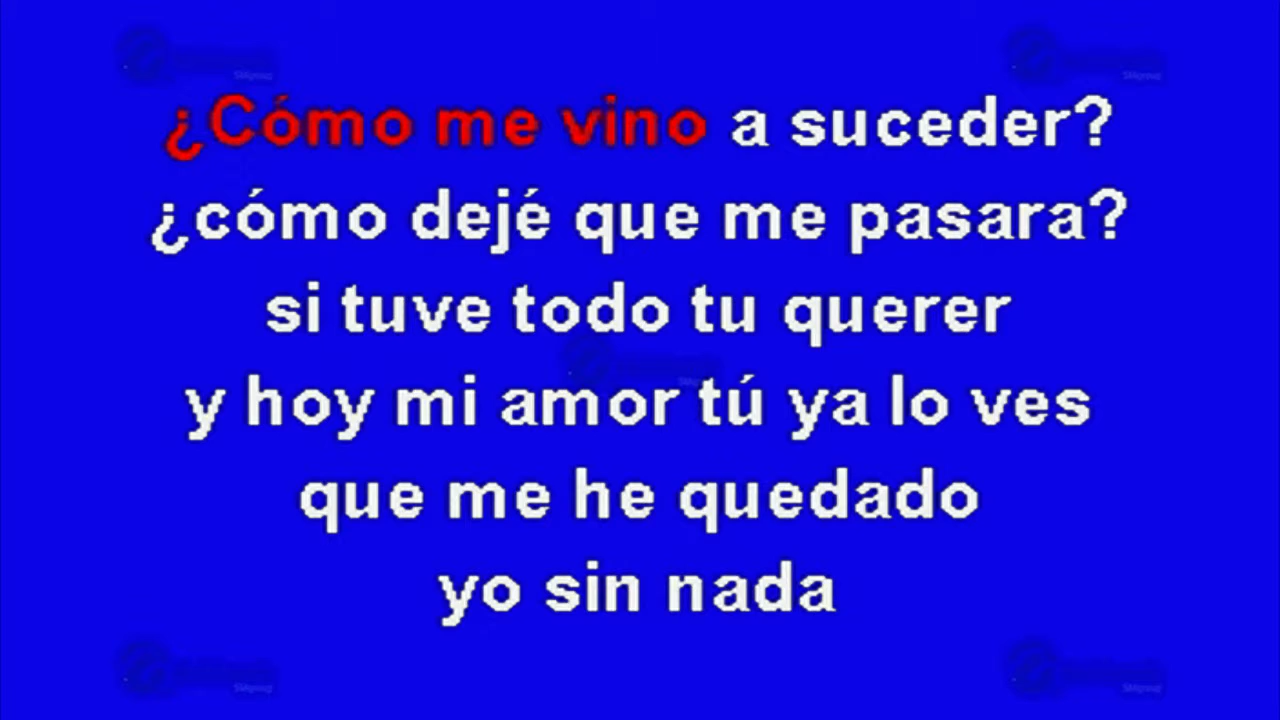 ¿Cómo me vino a suceder?
¿cómo dejé que me pasara?
si tuve todo tu querer
y hoy mi amor tú ya lo ves
que me he quedado
yo sin nada